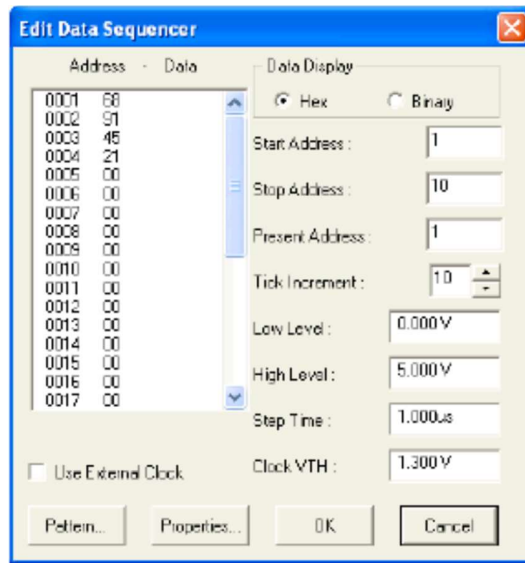 Edit Data Sequencer
Address - Data
0001 68
0002 91
0003 45
0004 21
0005 00
0006 00
0007 00
0008 00
0009 00
0010 00
0011 00
0012 00
0013 00
0014 00
0015 00
0016 00
0017 00
Data Display
Hex
Binary
Start Address :
1
Stop Address :
10
Present Address :
1
Tick Increment :
10
Low Level :
0.000 V
High Level :
5.000 V
Step Time :
1.000us
Clock VTH :
1.300 V
Use External Clock
Pattern...
Properties...
OK
Cancel